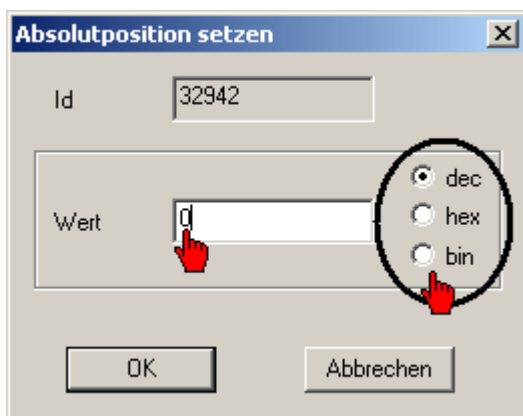 Absolutposition setzen
Id 32942
dec
Wert 0 hex
bin
OK Abbrechen